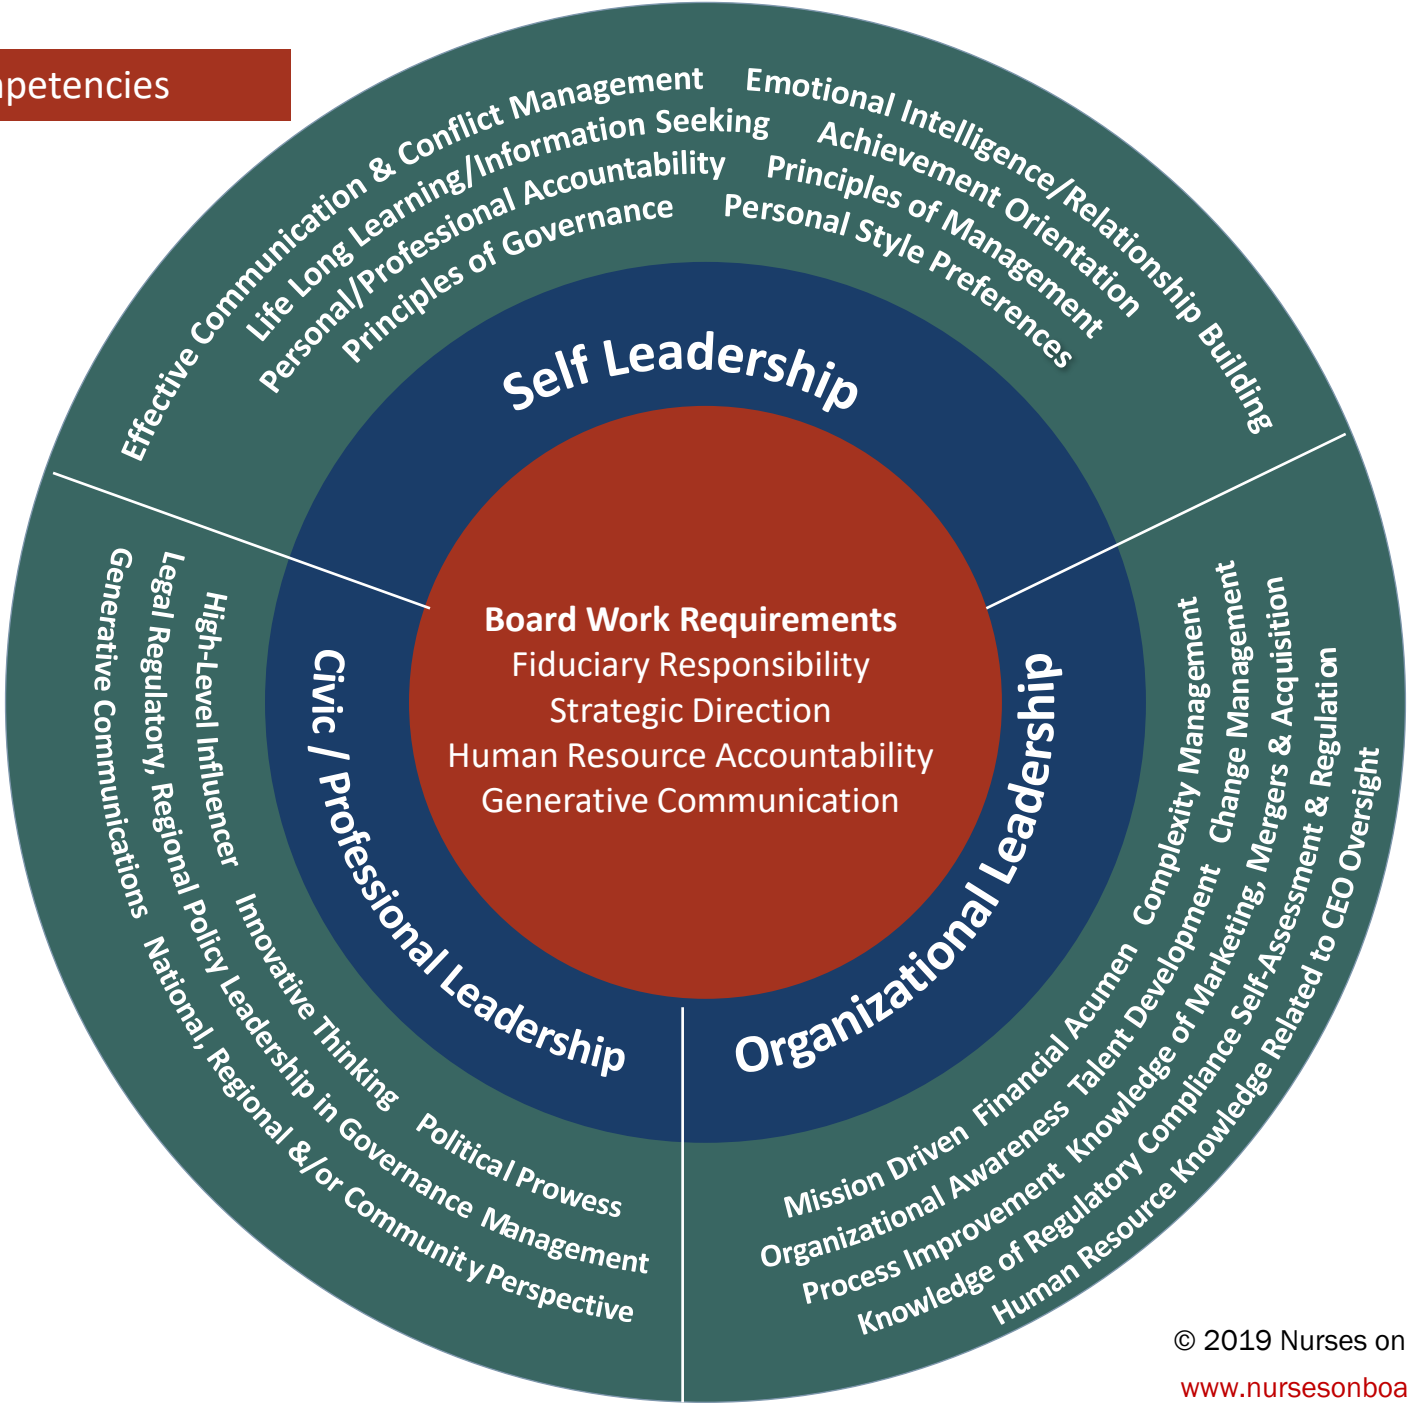 mpetencies
Effective Communication & Conflict Management
Life Long Learning/Information Seeking
Personal/Professional Accountability
Principles of Governance
Emotional Intelligence/Relationship Building
Achievement Orientation
Principles of Management
Personal Style Preferences
Self Leadership
Board Work Requirements
Fiduciary Responsibility
Strategic Direction
Human Resource Accountability
Generative Communication
Civic / Professional Leadership
Organizational Leadership
High-Level Influencer Innovative Thinking Political Prowess
Legal Regulatory, Regional Policy Leadership in Governance Management
Generative Communications National, Regional &/or Community Perspective
Mission Driven Financial Acumen Complexity Management
Organizational Awareness Talent Development Change Management
Process Improvement Knowledge of Marketing, Mergers & Acquisition
Knowledge of Regulatory Compliance Self-Assessment & Regulation
Human Resource Knowledge Related to CEO Oversight
© 2019 Nurses on
www.nursesonboa